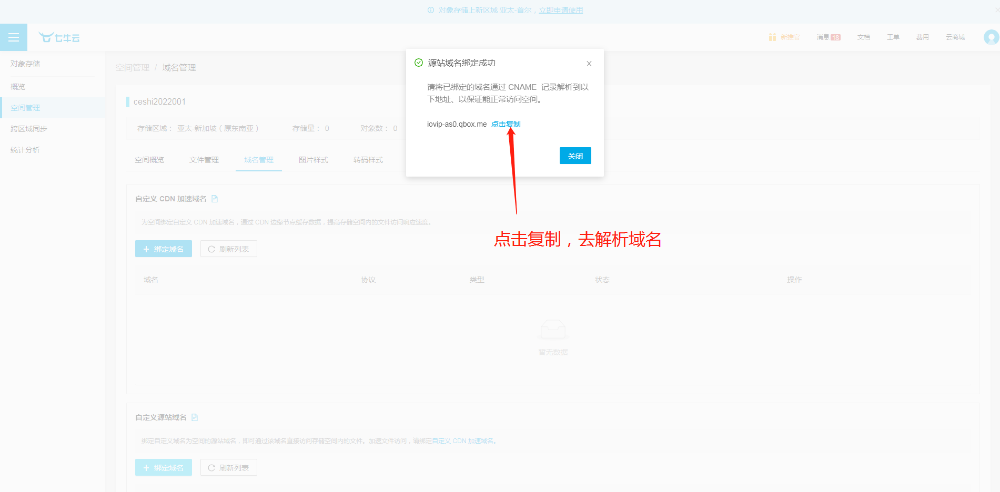 对象存储上新区域 亚太-首尔，立即申请使用
七牛云
新推官
消息 18
文档
工单
费用
云商城
对象存储
概览
空间管理
跨区域同步
统计分析
空间管理 / 域名管理
ceshi2022001
存储区域： 亚太-新加坡（原东南亚）
存储量： 0
对象数： 0
空间概览
文件管理
域名管理
图片样式
转码样式
源站域名绑定成功
请将已绑定的域名通过 CNAME 记录解析到以
下地址、以保证能正常访问空间。
iovip-as0.qbox.me 点击复制
关闭
点击复制，去解析域名
自定义 CDN 加速域名
为空间绑定自定义 CDN 加速域名，通过 CDN 边缘节点缓存数据，提高存储空间内的文件访问响应速度。
绑定域名
刷新列表
域名
协议
类型
状态
操作
暂无数据
自定义源站域名
绑定自定义域名为空间的源站域名，即可通过该域名直接访问存储空间内的文件。加速文件访问，请绑定自定义 CDN 加速域名。
绑定域名
刷新列表